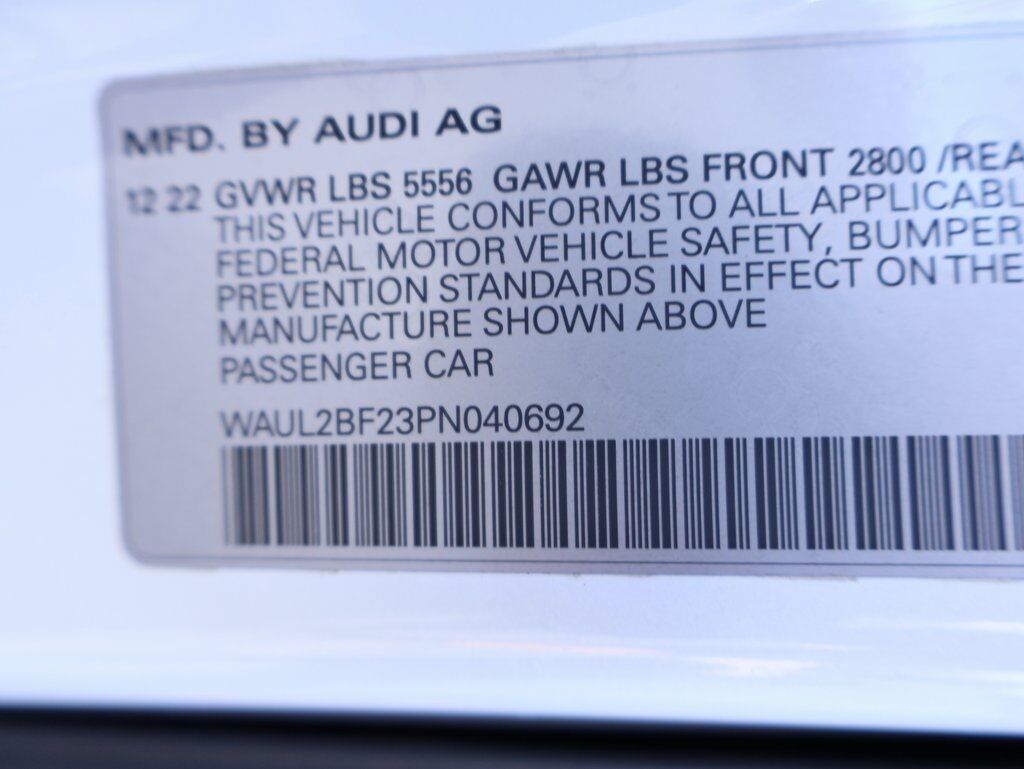 MFD. BY AUDI AG
12 22 GVWR LBS 5556 GAWR LBS FRONT 2800 /REA
THIS VEHICLE CONFORMS TO ALL APPLICABL
FEDERAL MOTOR VEHICLE SAFETY, BUMPER
PREVENTION STANDARDS IN EFFECT ON THE
MANUFACTURE SHOWN ABOVE
PASSENGER CAR
WAUL2BF23PN040692